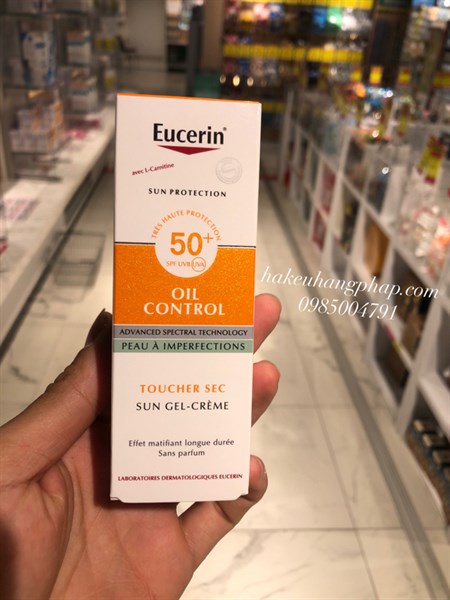 Eucerin®
avec L-Carnitine
SUN PROTECTION
TRÈS HAUTE PROTECTION
50+
SPF UVB UVA
OIL
CONTROL
ADVANCED SPECTRAL TECHNOLOGY
PEAU À IMPERFECTIONS
TOUCHER SEC
SUN GEL-CRÈME
Effet matifiant longue durée
Sans parfum
LABORATOIRES DERMATOLOGIQUES EUCERIN
hakeuhangphap.com
0985004791